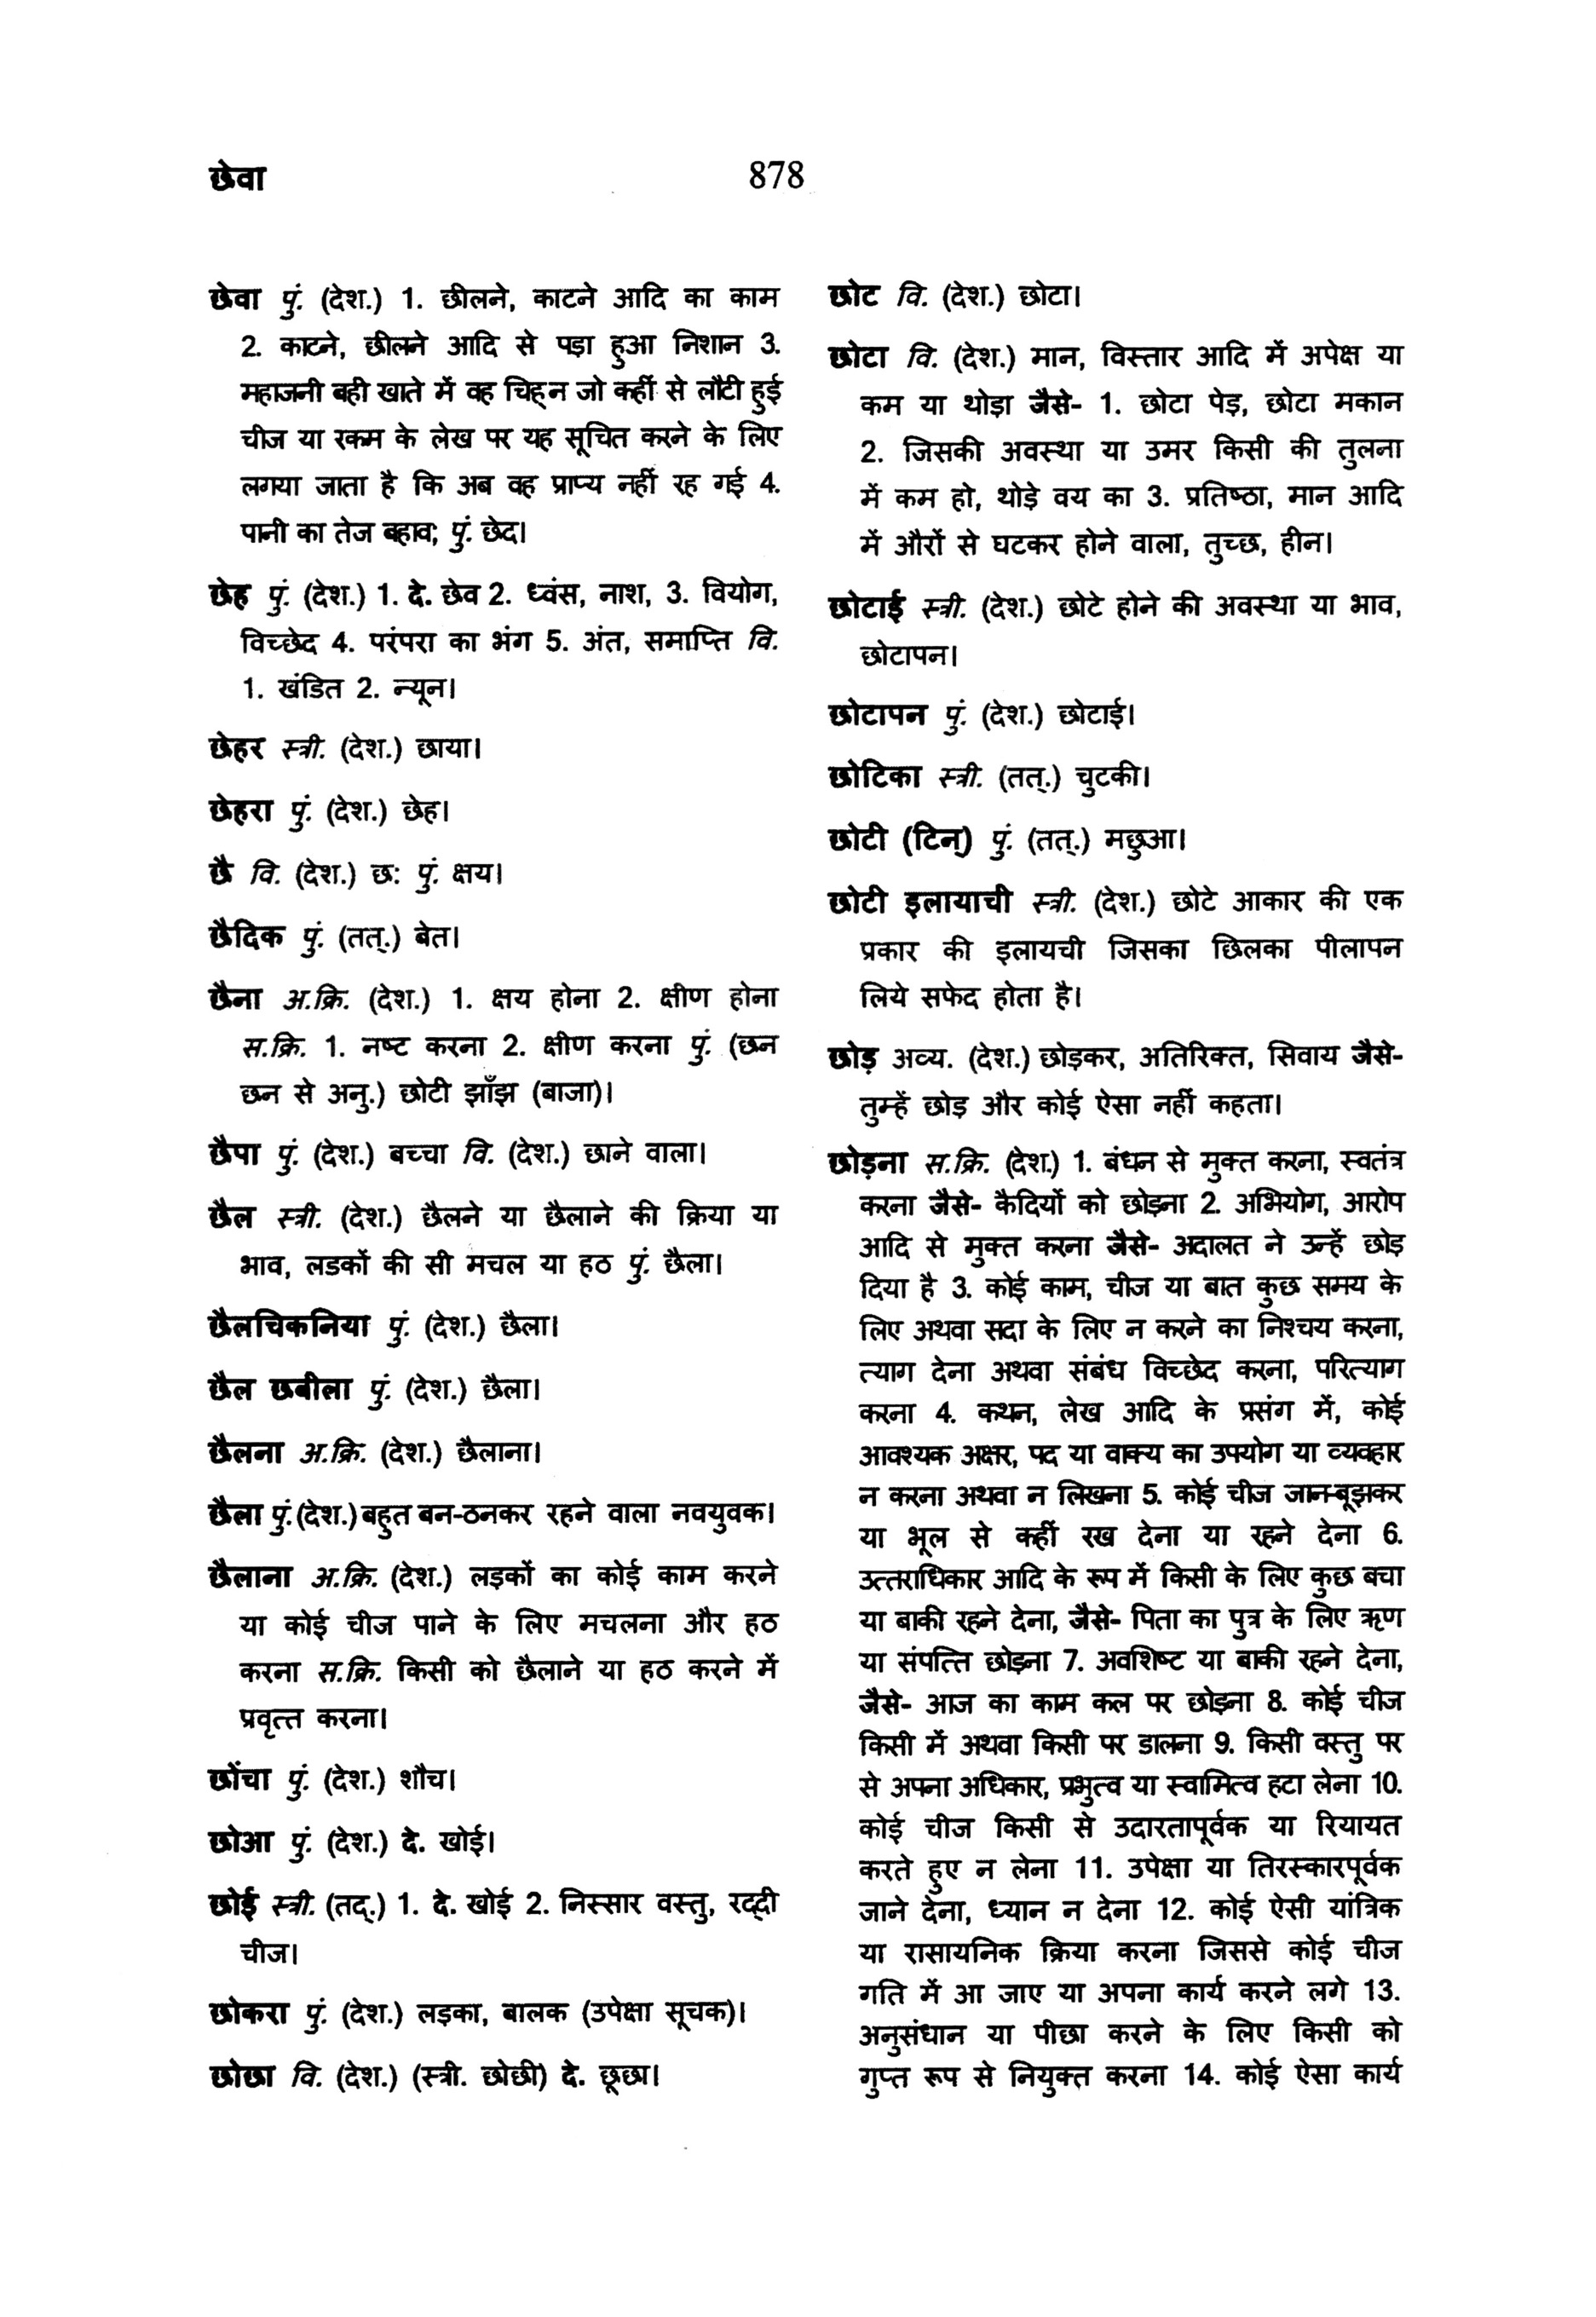 छेवा
878
छेवा पुं. (देश.) 1. छीलने, काटने आदि का काम
2. काटने, छीलने आदि से पड़ा हुआ निशान 3.
महाजनी बही खाते में वह चिह्न जो कहीं से लौटी हुई
चीज या रकम के लेख पर यह सूचित करने के लिए
लगया जाता है कि अब वह प्राप्य नहीं रह गई 4.
पानी का तेज बहाव; पुं. छेद।
छेह पुं. (देश.) 1. दे. छेव 2. ध्वंस, नाश, 3. वियोग,
विच्छेद 4. परंपरा का भंग 5. अंत, समाप्ति वि.
1. खंडित 2. न्यून।
छेहर स्त्री. (देश.) छाया।
छेहरा पुं. (देश.) छेह।
छै वि. (देश.) छ: पुं. क्षय।
छैदिक पुं. (तत्.) बेत।
छैना अ.क्रि. (देश.) 1. क्षय होना 2. क्षीण होना
स.क्रि. 1. नष्ट करना 2. क्षीण करना पुं. (छन
छन से अनु.) छोटी झाँझ (बाजा)।
छैपा पुं. (देश.) बच्चा वि. (देश.) छाने वाला।
छैल स्त्री. (देश.) छैलने या छैलाने की क्रिया या
भाव, लडकों की सी मचल या हठ पुं. छैला।
छैलचिकनिया पुं. (देश.) छैला।
छैल छबीला पुं. (देश.) छैला।
छैलना अ.क्रि. (देश.) छैलाना।
छैला पुं.(देश.) बहुत बन-ठनकर रहने वाला नवयुवक।
छैलाना अ.क्रि. (देश.) लड़कों का कोई काम करने
या कोई चीज पाने के लिए मचलना और हठ
करना स.क्रि. किसी को छैलाने या हठ करने में
प्रवृत्त करना।
छोंचा पुं. (देश.) शौच।
छोआ पुं. (देश.) दे. खोई।
छोई स्त्री. (तद्.) 1. दे. खोई 2. निस्सार वस्तु, रद्दी
चीज।
छोकरा पुं. (देश.) लड़का, बालक (उपेक्षा सूचक)।
छोछा वि. (देश.) (स्त्री. छोछी) दे. छूछा।
छोट वि. (देश.) छोटा।
छोटा वि. (देश.) मान, विस्तार आदि में अपेक्ष या
कम या थोड़ा जैसे- 1. छोटा पेड़, छोटा मकान
2. जिसकी अवस्था या उमर किसी की तुलना
में कम हो, थोड़े वय का 3. प्रतिष्ठा, मान आदि
में औरों से घटकर होने वाला, तुच्छ, हीन।
छोटाई स्त्री. (देश.) छोटे होने की अवस्था या भाव,
छोटापन।
छोटापन पुं. (देश.) छोटाई।
छोटिका स्त्री. (तत्.) चुटकी।
छोटी (टिन्) पुं. (तत्.) मछुआ।
छोटी इलायाची स्त्री. (देश.) छोटे आकार की एक
प्रकार की इलायची जिसका छिलका पीलापन
लिये सफेद होता है।
छोड़ अव्य. (देश.) छोड़कर, अतिरिक्त, सिवाय जैसे-
तुम्हें छोड़ और कोई ऐसा नहीं कहता।
छोड़ना स.क्रि. (देश.) 1. बंधन से मुक्त करना, स्वतंत्र
करना जैसे- कैदियों को छोड़ना 2. अभियोग, आरोप
आदि से मुक्त करना जैसे- अदालत ने उन्हें छोड़
दिया है 3. कोई काम, चीज या बात कुछ समय के
लिए अथवा सदा के लिए न करने का निश्चय करना,
त्याग देना अथवा संबंध विच्छेद करना, परित्याग
करना 4. कथन, लेख आदि के प्रसंग में, कोई
आवश्यक अक्षर, पद या वाक्य का उपयोग या व्यवहार
न करना अथवा न लिखना 5. कोई चीज जान-बूझकर
या भूल से कहीं रख देना या रहने देना 6.
उत्तराधिकार आदि के रूप में किसी के लिए कुछ बचा
या बाकी रहने देना, जैसे- पिता का पुत्र के लिए ऋण
या संपत्ति छोड़ना 7. अवशिष्ट या बाकी रहने देना,
जैसे- आज का काम कल पर छोड़ना 8. कोई चीज
किसी में अथवा किसी पर डालना 9. किसी वस्तु पर
से अपना अधिकार, प्रभुत्व या स्वामित्व हटा लेना 10.
कोई चीज किसी से उदारतापूर्वक या रियायत
करते हुए न लेना 11. उपेक्षा या तिरस्कारपूर्वक
जाने देना, ध्यान न देना 12. कोई ऐसी यांत्रिक
या रासायनिक क्रिया करना जिससे कोई चीज
गति में आ जाए या अपना कार्य करने लगे 13.
अनुसंधान या पीछा करने के लिए किसी को
गुप्त रूप से नियुक्त करना 14. कोई ऐसा कार्य